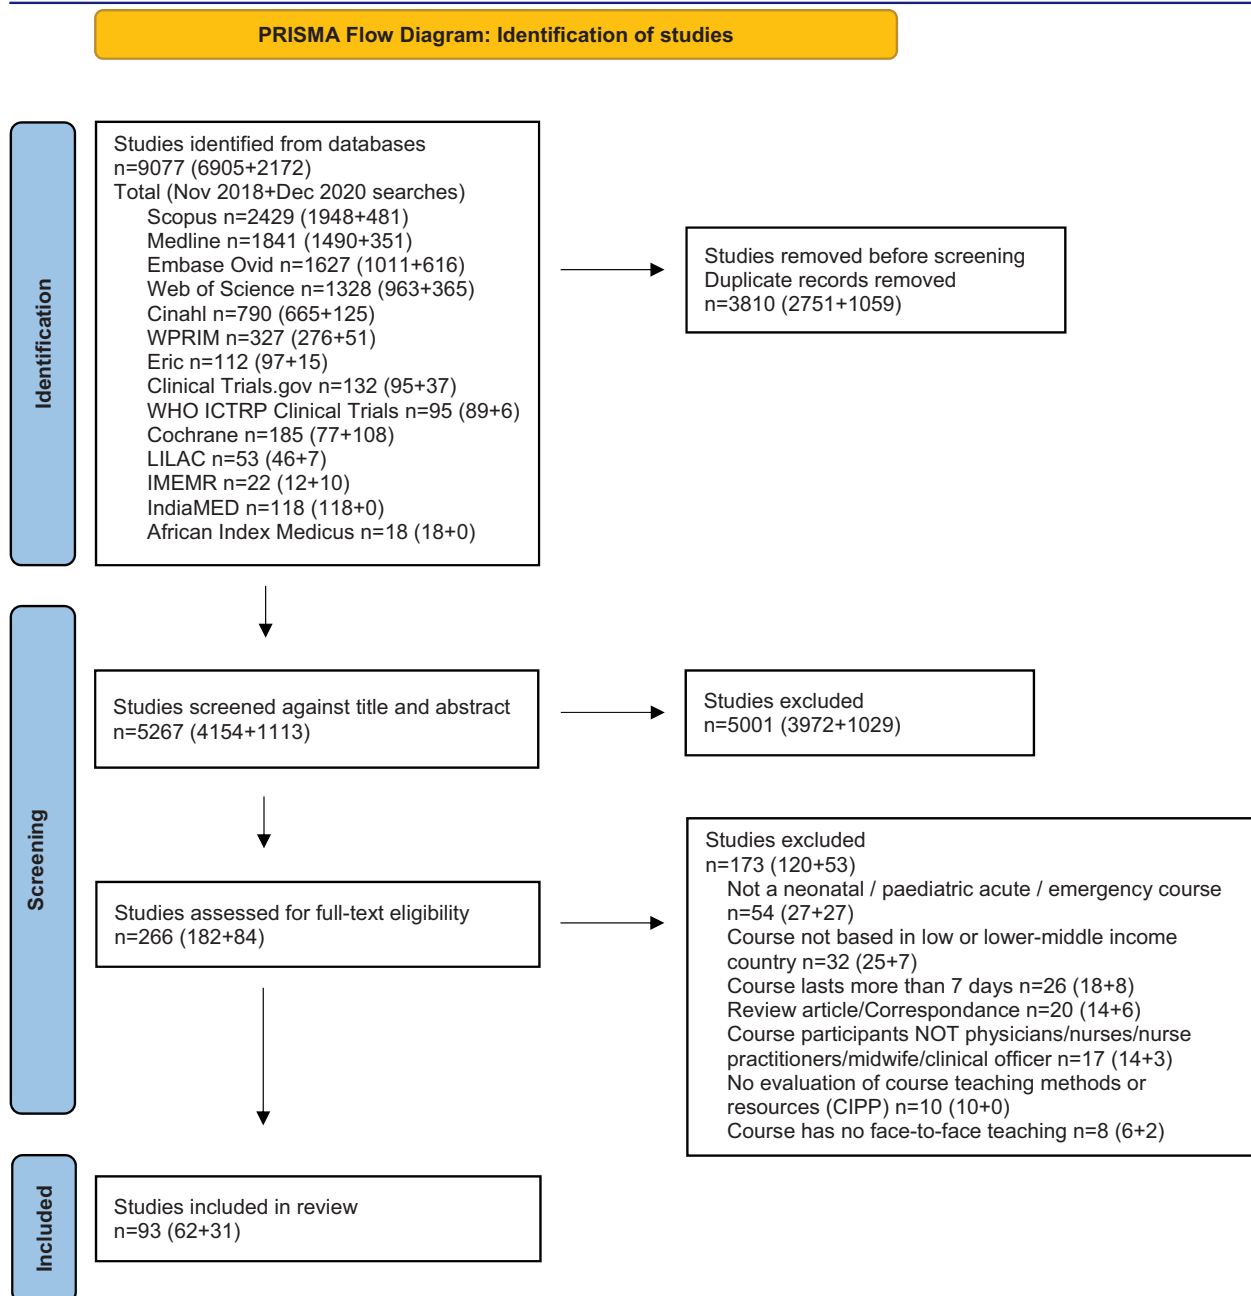 PRISMA Flow Diagram: Identification of studies
Identification
Studies identified from databases
n=9077 (6905+2172)
Total (Nov 2018+Dec 2020 searches)
Scopus n=2429 (1948+481)
Medline n=1841 (1490+351)
Embase Ovid n=1627 (1011+616)
Web of Science n=1328 (963+365)
Cinahl n=790 (665+125)
WPRIM n=327 (276+51)
Eric n=112 (97+15)
Clinical Trials.gov n=132 (95+37)
WHO ICTRP Clinical Trials n=95 (89+6)
Cochrane n=185 (77+108)
LILAC n=53 (46+7)
IMEMR n=22 (12+10)
IndiaMED n=118 (118+0)
African Index Medicus n=18 (18+0)
Studies removed before screening
Duplicate records removed
n=3810 (2751+1059)
Screening
Studies screened against title and abstract
n=5267 (4154+1113)
Studies excluded
n=5001 (3972+1029)
Studies assessed for full-text eligibility
n=266 (182+84)
Studies excluded
n=173 (120+53)
Not a neonatal / paediatric acute / emergency course
n=54 (27+27)
Course not based in low or lower-middle income
country n=32 (25+7)
Course lasts more than 7 days n=26 (18+8)
Review article/Correspondance n=20 (14+6)
Course participants NOT physicians/nurses/nurse
practitioners/midwife/clinical officer n=17 (14+3)
No evaluation of course teaching methods or
resources (CIPP) n=10 (10+0)
Course has no face-to-face teaching n=8 (6+2)
Included
Studies included in review
n=93 (62+31)